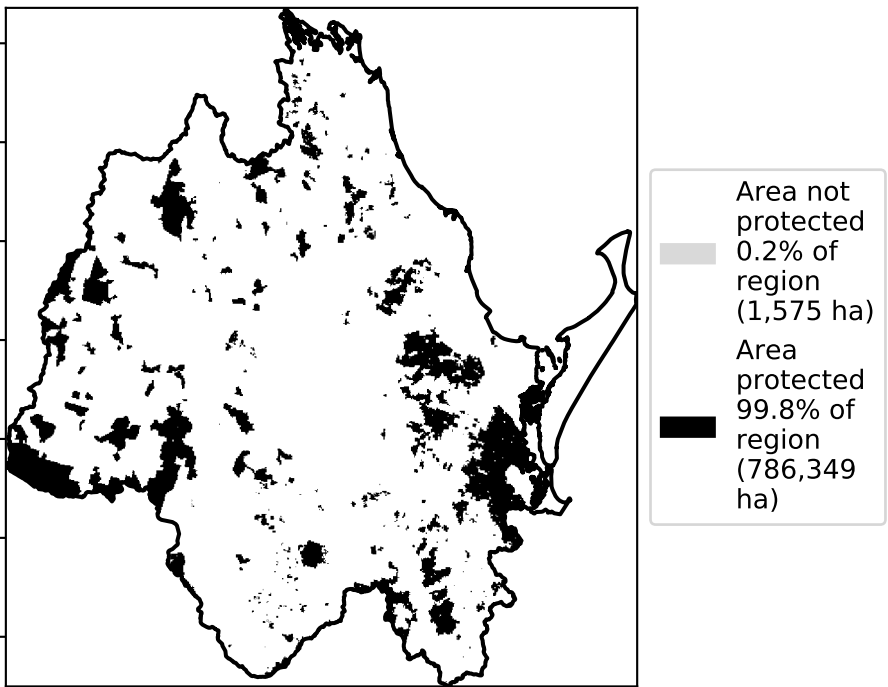 Area not
protected
0.2% of
region
(1,575 ha)
Area
protected
99.8% of
region
(786,349
ha)